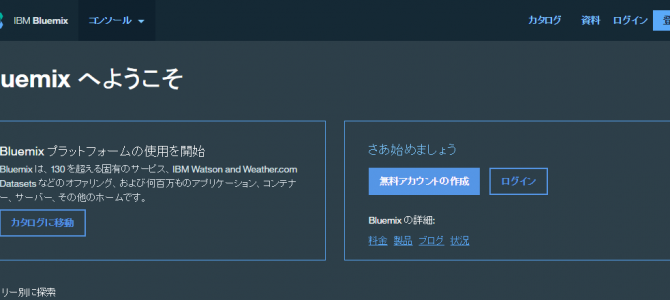 IBM Bluemix コンソール カタログ 資料 ログイン
luemix へようこそ
Bluemix プラットフォームの使用を開始
Bluemix は、130 を超える固有のサービス、IBM Watson and Weather.com
Datasets などのオファリング、および何百万ものアプリケーション、コンテナ
ー、サーバー、その他のホームです。
カタログに移動
さあ始めましょう
無料アカウントの作成 ログイン
Bluemix の詳細:
料金 製品 ブログ 状況
リー別に探索